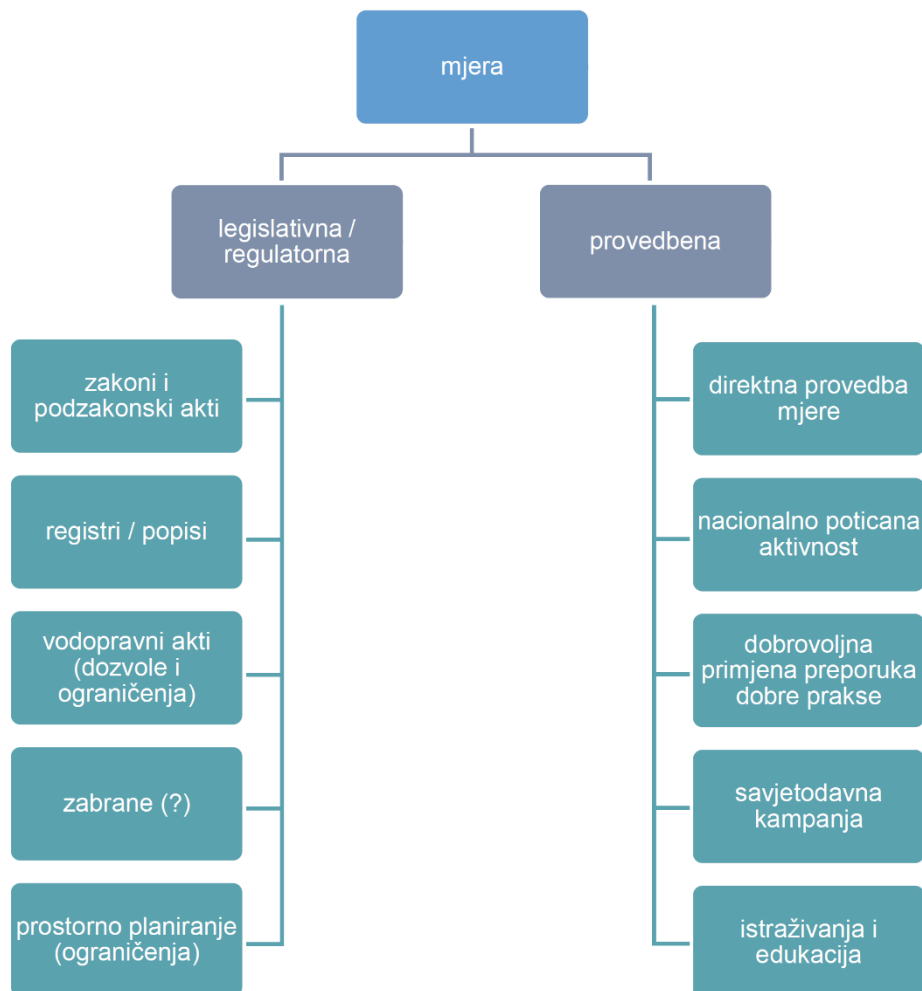 mjera
legislativna /
regulatorna
provedbena
zakoni i
podzakonski akti
registri / popisi
vodopravni akti
(dozvole i
ograničenja)
zabrane (?)
prostorno planiranje
(ograničenja)
direktna provedba
mjere
nacionalno poticana
aktivnost
dobrovoljna
primjena preporuka
dobre prakse
savjetodavna
kampanja
istraživanja i
edukacija